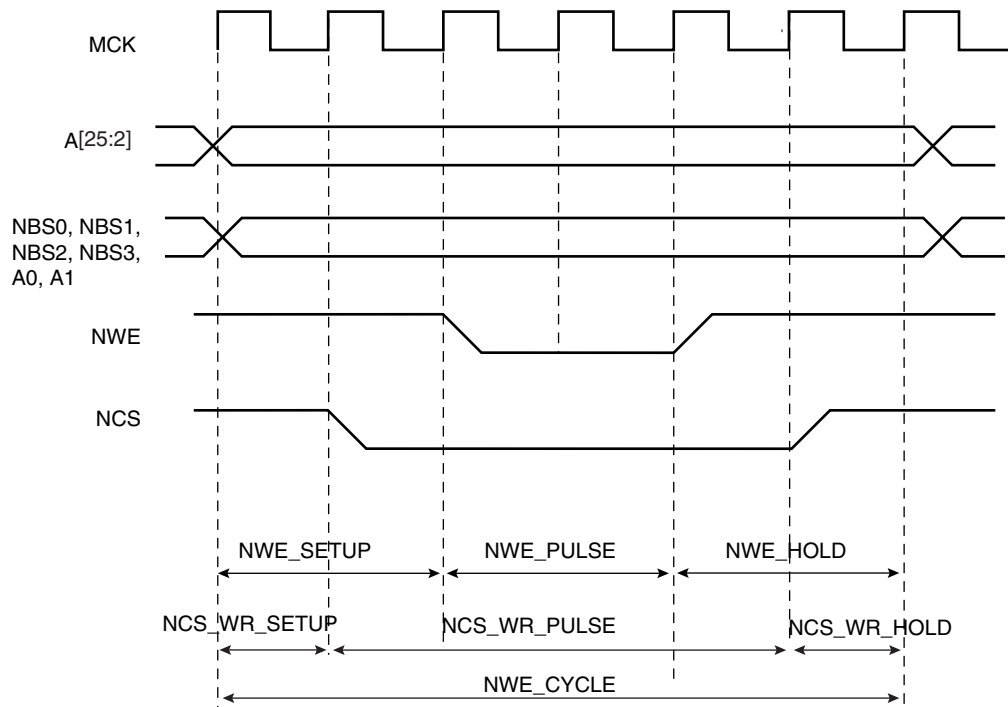 MCK
A[25:2]
NBS0, NBS1,
NBS2, NBS3,
A0, A1
NWE
NCS
NWE_SETUP
NWE_PULSE
NWE_HOLD
NCS_WR_SETUP
NCS_WR_PULSE
NCS_WR_HOLD
NWE_CYCLE